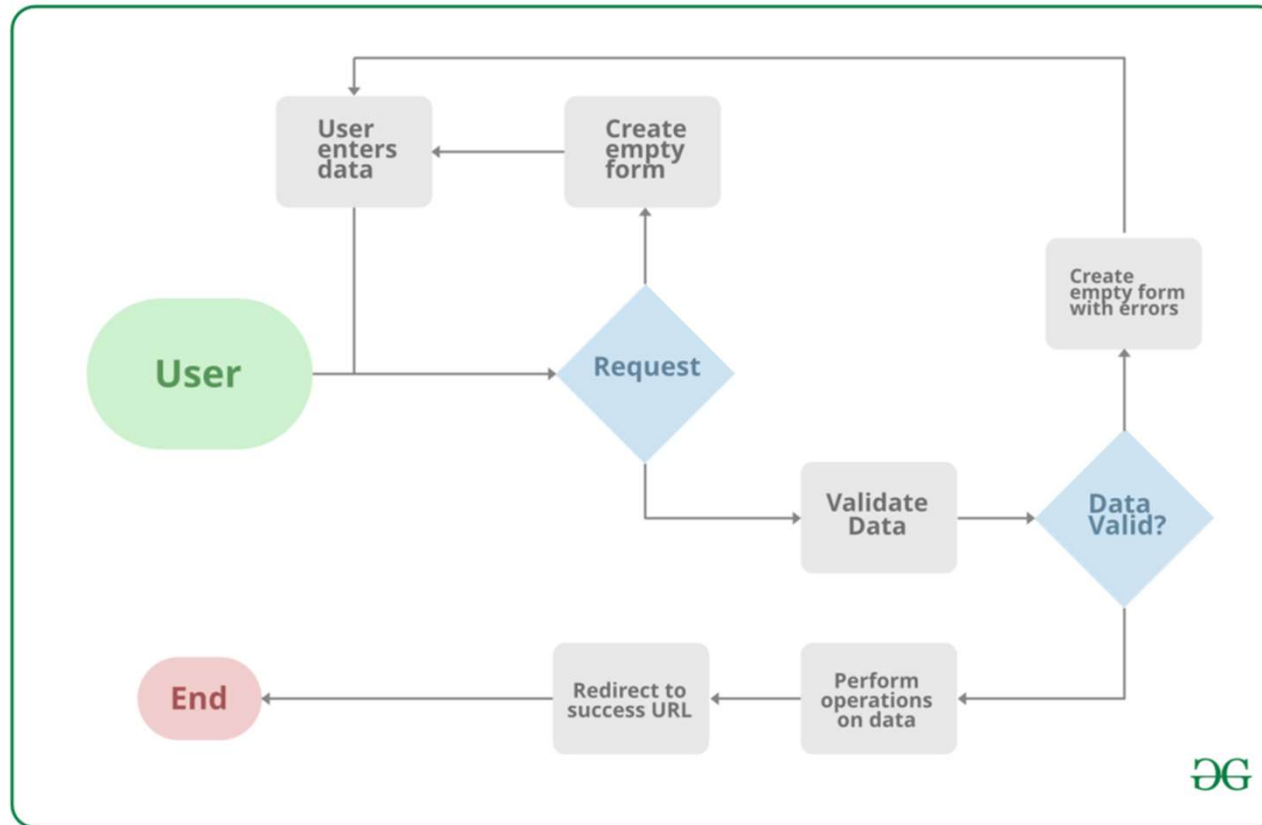 User
enters
data
Create
empty
form
Create
empty form
with errors
User
Request
Validate
Data
Data
Valid?
End
Redirect to
success URL
Perform
operations
on data